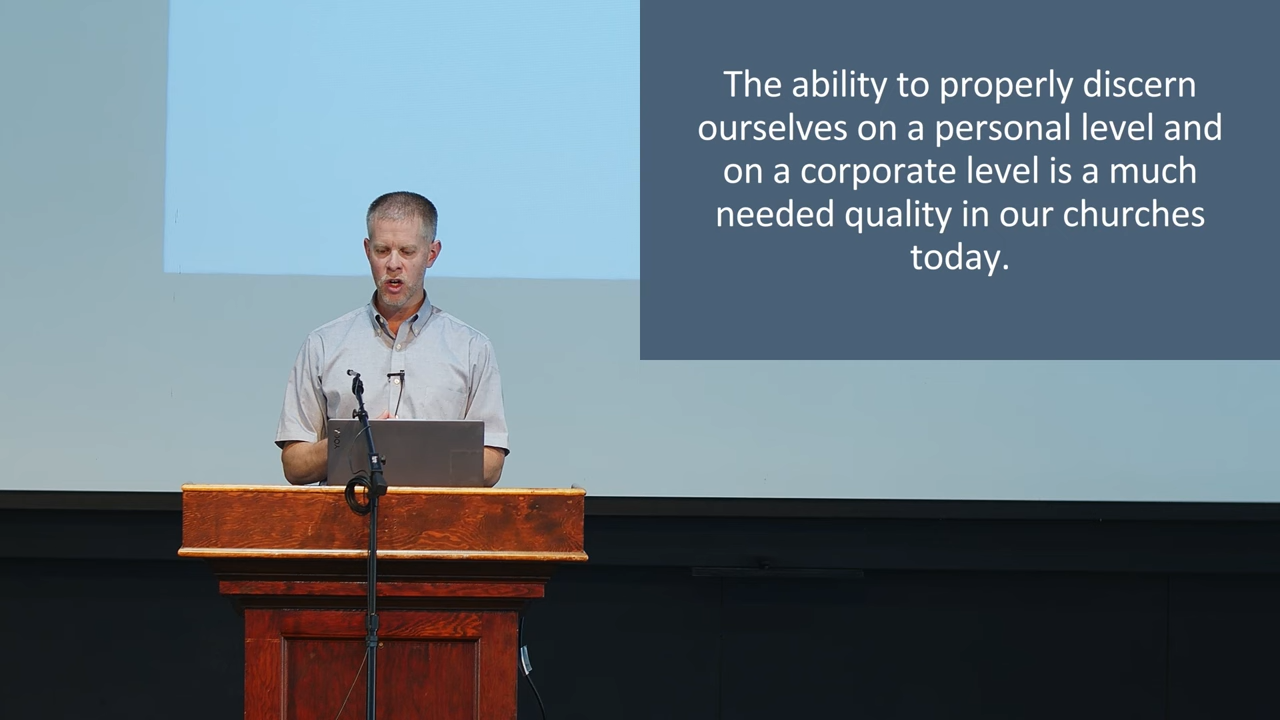 The ability to properly discern
ourselves on a personal level and
on a corporate level is a much
needed quality in our churches
today.